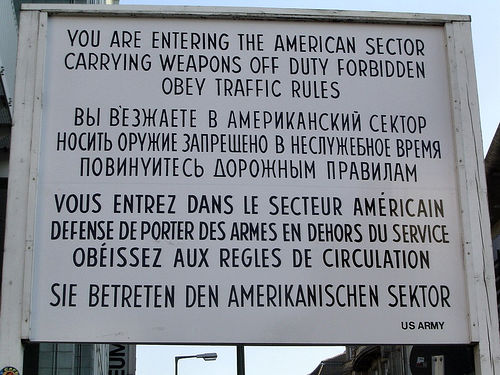 YOU ARE ENTERING THE AMERICAN SECTOR
CARRYING WEAPONS OFF DUTY FORBIDDEN
OBEY TRAFFIC RULES
ВЫ ВЪЕЗЖАЕТЕ В АМЕРИКАНСКИЙ СЕКТОР
НОСИТЬ ОРУЖИЕ ЗАПРЕЩЕНО В НЕСЛУЖЕБНОЕ ВРЕМЯ
ПОВИНУЙТЕСЬ ДОРОЖНЫМ ПРАВИЛАМ
VOUS ENTREZ DANS LE SECTEUR AMÉRICAIN
DEFENSE DE PORTER DES ARMES EN DEHORS DU SERVICE
OBÉISSEZ AUX REGLES DE CIRCULATION
SIE BETRETEN DEN AMERIKANISCHEN SEKTOR
US ARMY